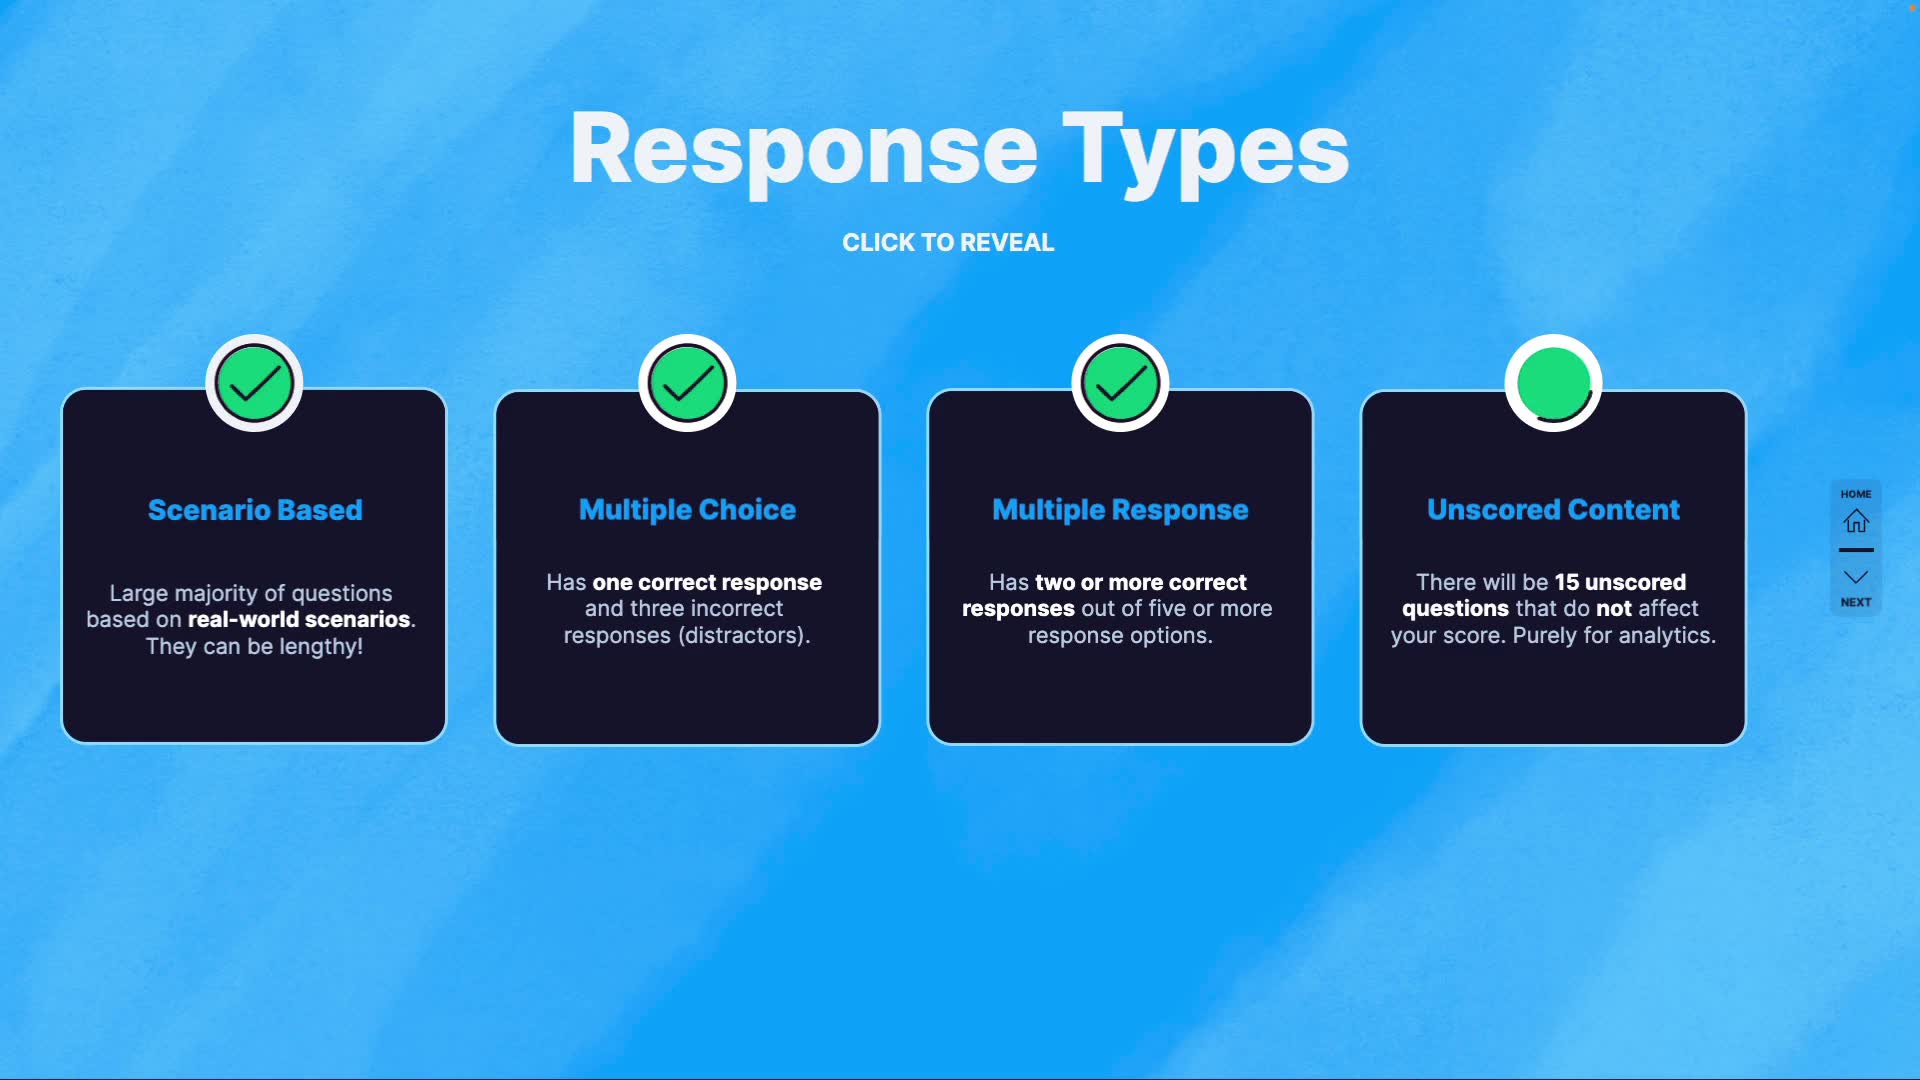 Response Types
CLICK TO REVEAL
Scenario Based
Large majority of questions
based on real-world scenarios.
They can be lengthy!
Multiple Choice
Has one correct response
and three incorrect
responses (distractors).
Multiple Response
Has two or more correct
responses out of five or more
response options.
Unscored Content
There will be 15 unscored
questions that do not affect
your score. Purely for analytics.
HOME
NEXT